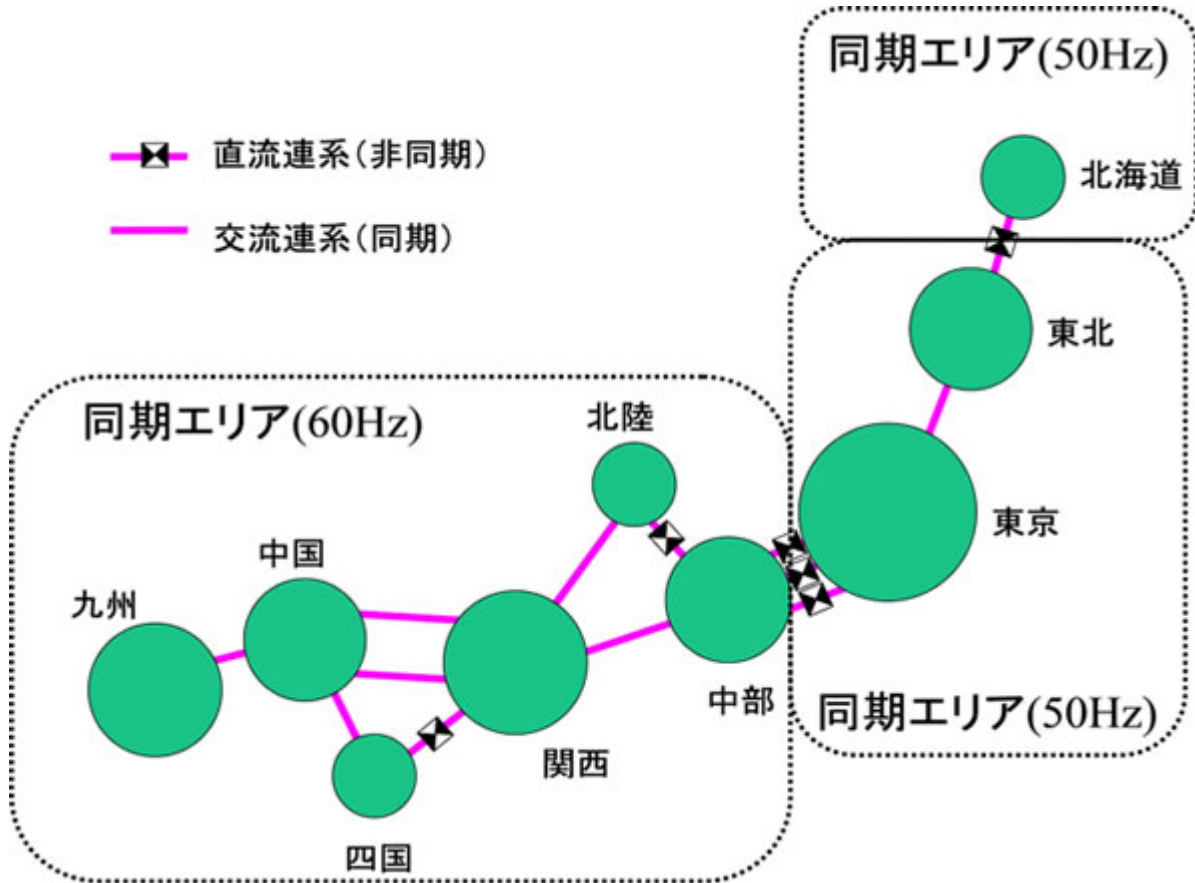 同期エリア(50Hz)
直流連系(非同期)
北海道
交流連系(同期)
東北
同期エリア(60Hz)
北陸
東京
中国
九州
中部
同期エリア(50Hz)
関西
四国